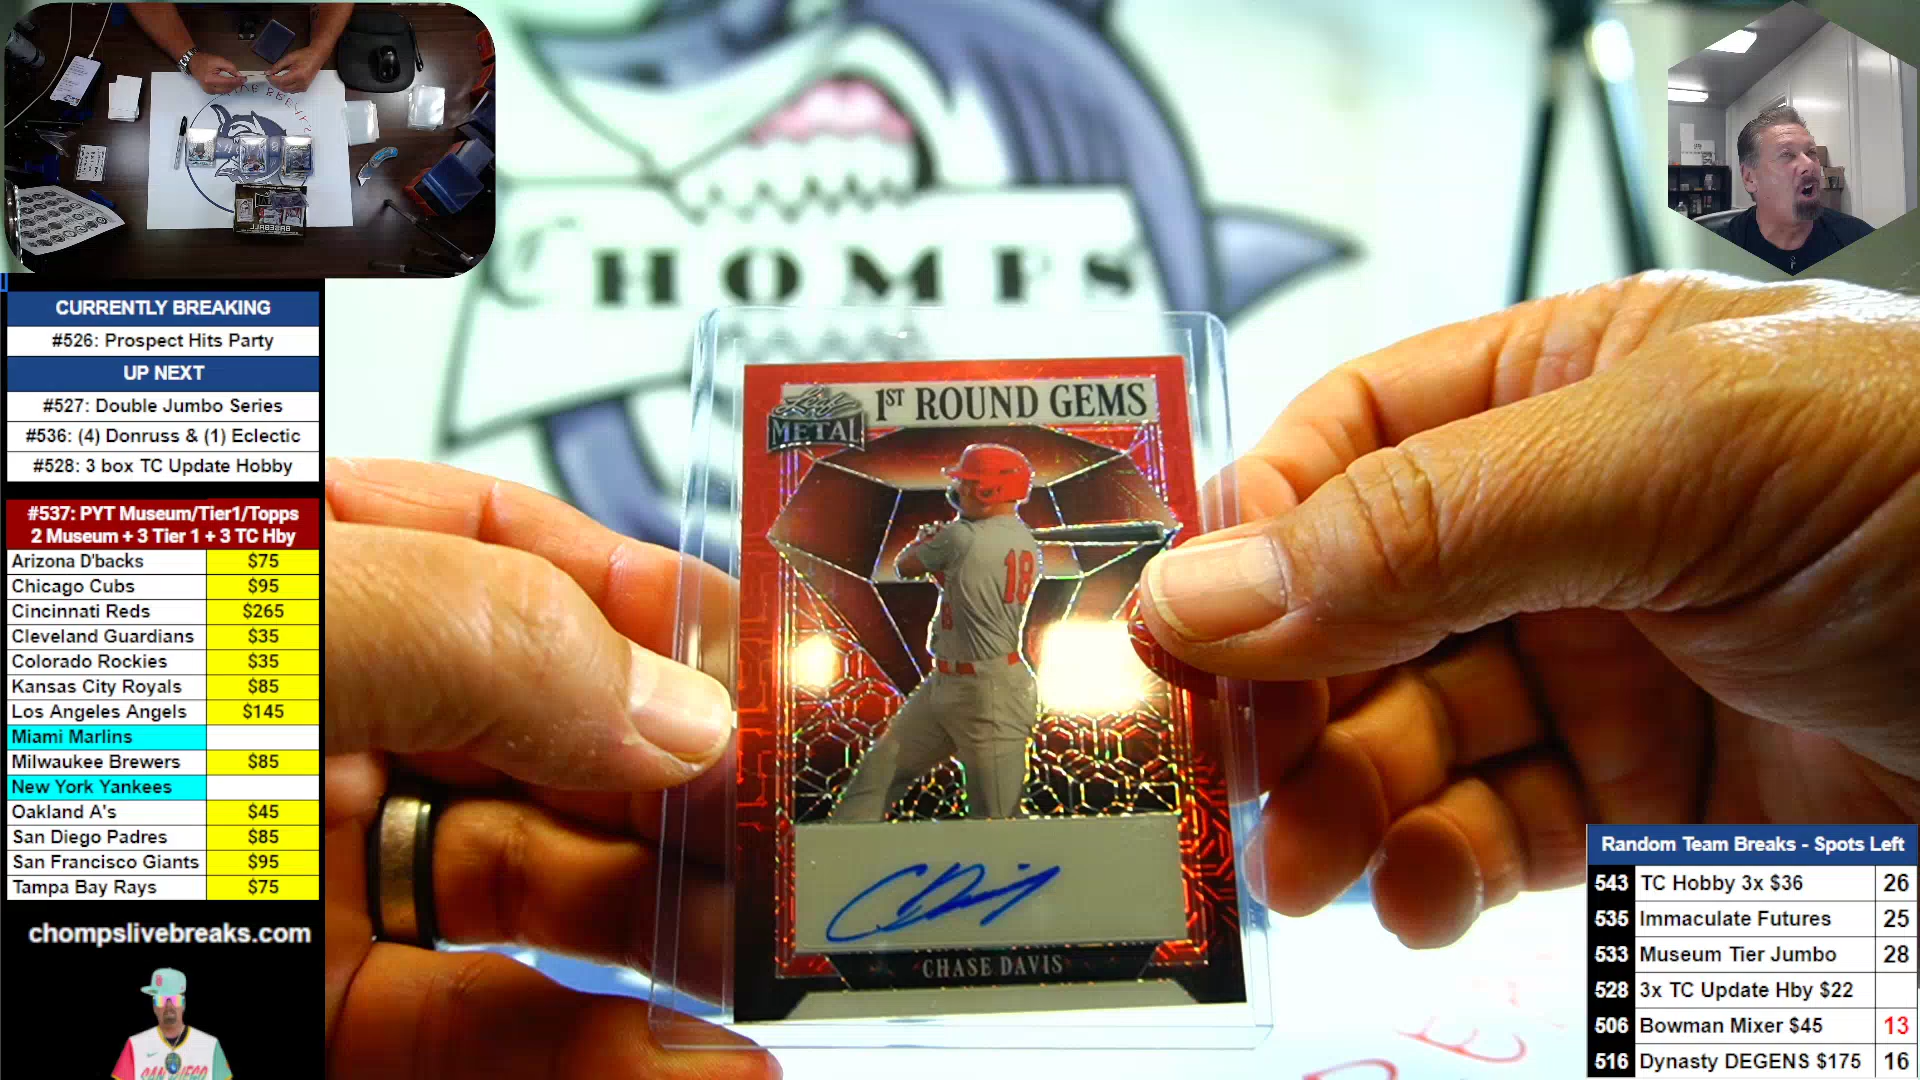 CHOMPS
CURRENTLY BREAKING
#526: Prospect Hits Party
UP NEXT
#527: Double Jumbo Series
#536: (4) Donruss & (1) Eclectic
#528: 3 box TC Update Hobby
#537: PYT Museum/Tier1/Topps
2 Museum + 3 Tier 1 + 3 TC Hby
Arizona D'backs $75
Chicago Cubs $95
Cincinnati Reds $265
Cleveland Guardians $35
Colorado Rockies $35
Kansas City Royals $85
Los Angeles Angels $145
Miami Marlins
Milwaukee Brewers $85
New York Yankees
Oakland A's $45
San Diego Padres $85
San Francisco Giants $95
Tampa Bay Rays $75
chompslivebreaks.com
SAN DIEGO
Leaf
METAL
1ST ROUND GEMS
18
CHASE DAVIS
Random Team Breaks - Spots Left
543 TC Hobby 3x $36 26
535 Immaculate Futures 25
533 Museum Tier Jumbo 28
528 3x TC Update Hby $22
506 Bowman Mixer $45 13
516 Dynasty DEGENS $175 16
BASEBALL